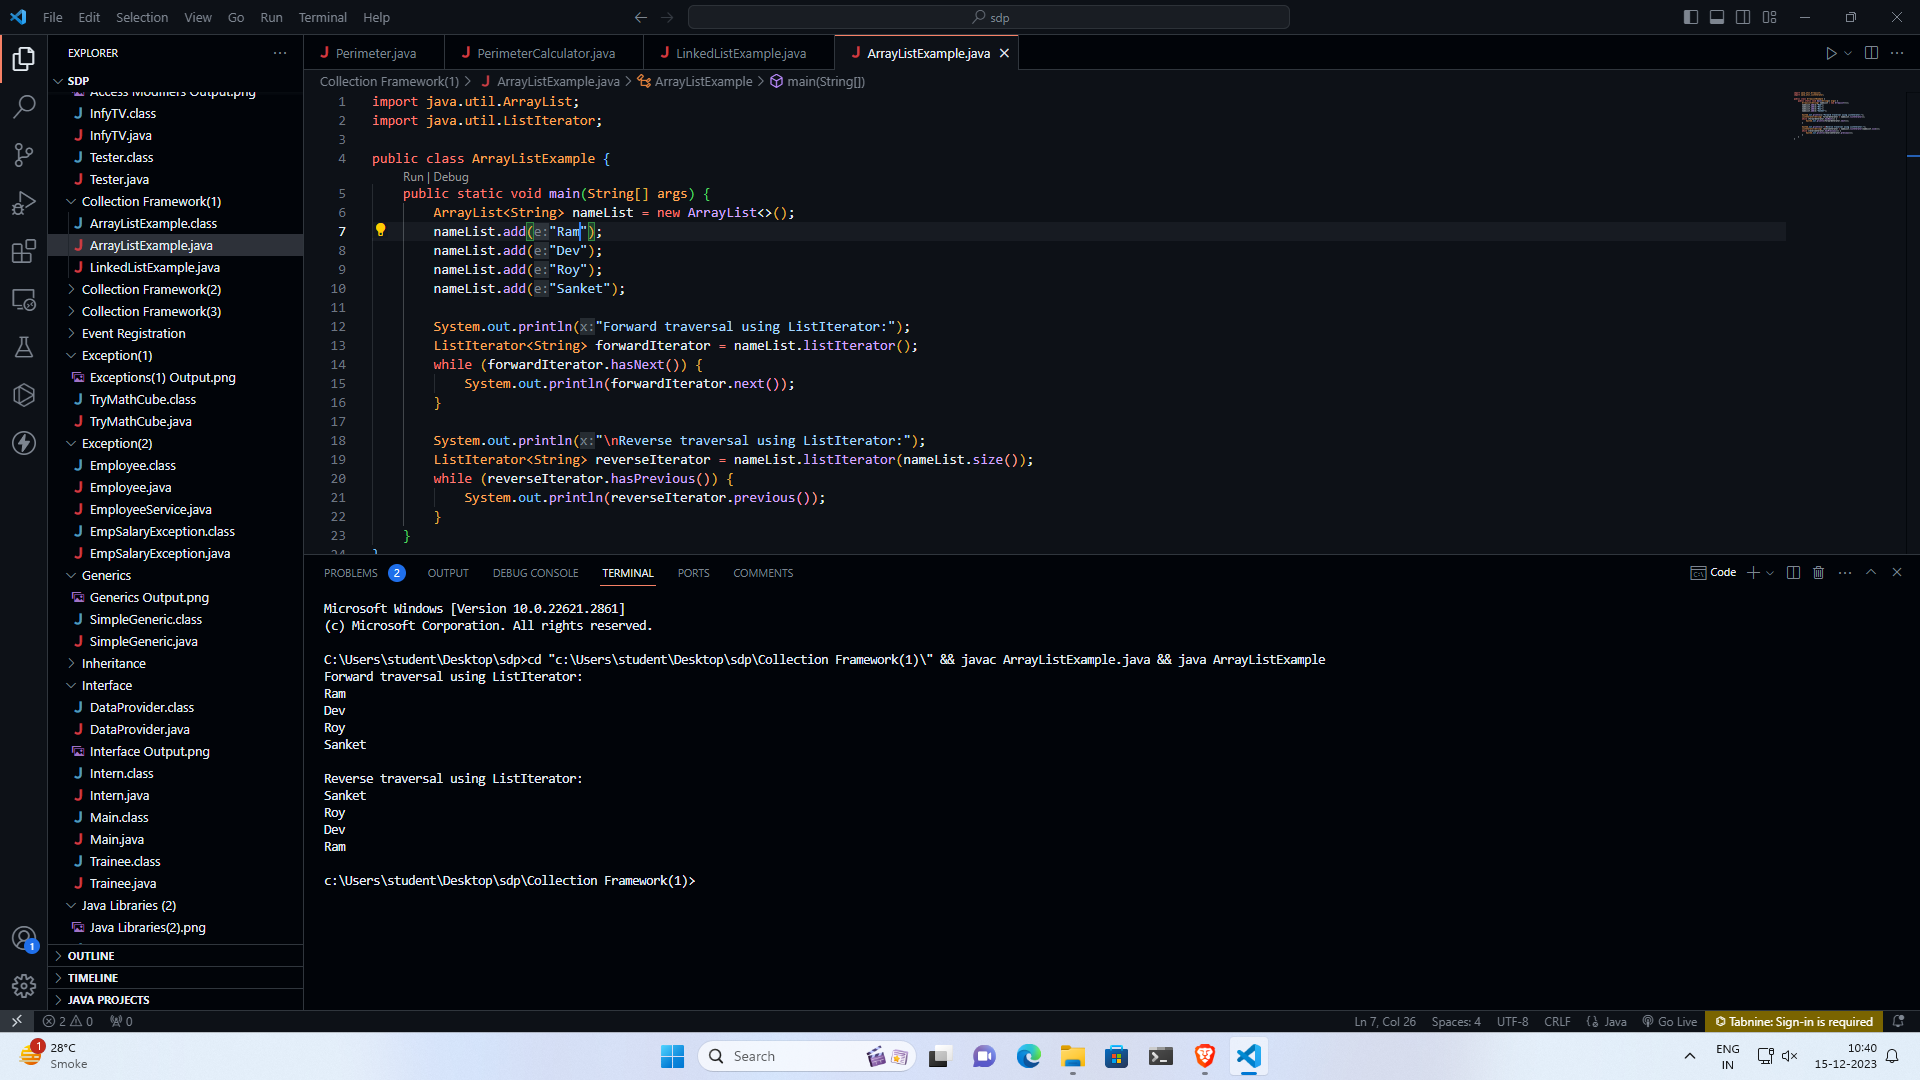 File Edit Selection View Go Run Terminal Help
sdp
EXPLORER
SDP
Access Modifiers Output.png
InfyTV.class
InfyTV.java
Tester.class
Tester.java
Collection Framework(1)
ArrayListExample.class
ArrayListExample.java
LinkedListExample.java
Collection Framework(2)
Collection Framework(3)
Event Registration
Exception(1)
Exceptions(1) Output.png
TryMathCube.class
TryMathCube.java
Exception(2)
Employee.class
Employee.java
EmployeeService.java
EmpSalaryException.class
EmpSalaryException.java
Generics
Generics Output.png
SimpleGeneric.class
SimpleGeneric.java
Inheritance
Interface
DataProvider.class
DataProvider.java
Interface Output.png
Intern.class
Intern.java
Main.class
Main.java
Trainee.class
Trainee.java
Java Libraries (2)
Java Libraries(2).png
OUTLINE
TIMELINE
JAVA PROJECTS
Perimeter.java PerimeterCalculator.java LinkedListExample.java ArrayListExample.java
Collection Framework(1) > ArrayListExample.java > ArrayListExample > main(String[])
1 import java.util.ArrayList;
2 import java.util.ListIterator;
3
4 public class ArrayListExample {
Run | Debug
5 public static void main(String[] args) {
6 ArrayList<String> nameList = new ArrayList<>();
7 nameList.add(e:"Ram");
8 nameList.add(e:"Dev");
9 nameList.add(e:"Roy");
10 nameList.add(e:"Sanket");
11
12 System.out.println(x:"Forward traversal using ListIterator:");
13 ListIterator<String> forwardIterator = nameList.listIterator();
14 while (forwardIterator.hasNext()) {
15 System.out.println(forwardIterator.next());
16 }
17
18 System.out.println(x:"\nReverse traversal using ListIterator:");
19 ListIterator<String> reverseIterator = nameList.listIterator(nameList.size());
20 while (reverseIterator.hasPrevious()) {
21 System.out.println(reverseIterator.previous());
22 }
23 }
24 }
PROBLEMS 2 OUTPUT DEBUG CONSOLE TERMINAL PORTS COMMENTS
Code
Microsoft Windows [Version 10.0.22621.2861]
(c) Microsoft Corporation. All rights reserved.
C:\Users\student\Desktop\sdp>cd "c:\Users\student\Desktop\sdp\Collection Framework(1)\" && javac ArrayListExample.java && java ArrayListExample
Forward traversal using ListIterator:
Ram
Dev
Roy
Sanket
Reverse traversal using ListIterator:
Sanket
Roy
Dev
Ram
c:\Users\student\Desktop\sdp\Collection Framework(1)>
1
2 0 0
Ln 7, Col 26 Spaces: 4 UTF-8 CRLF {} Java Go Live Tabnine: Sign-in is required
1
28°C
Smoke
Search
ENG
IN
10:40
15-12-2023